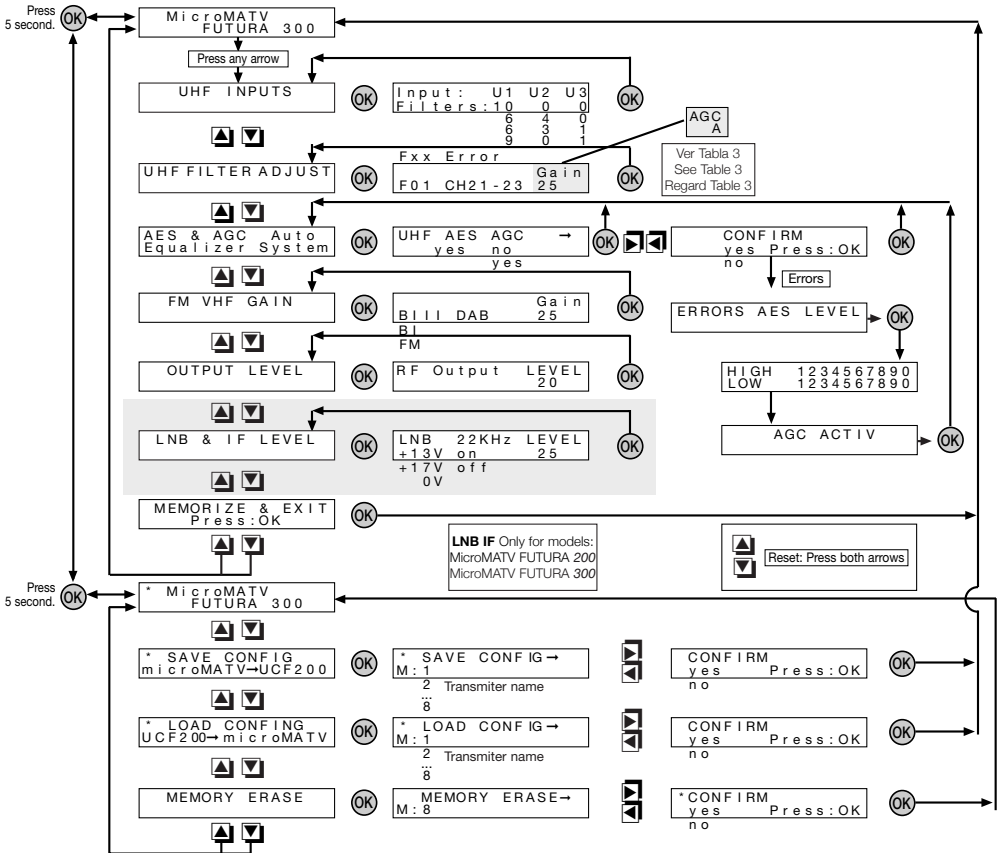 Press
5 second.
OK
MicroMATV
FUTURA 300
Press any arrow
UHF INPUTS
OK
Input: U1 U2 U3
Filters:10 0 0
6 4 0
6 3 1
9 0 1
OK
AGC
A
Ver Tabla 3
See Table 3
Regard Table 3
UHF FILTER ADJUST
OK
Fxx Error
Gain
F01 CH21-23 25
OK
AES & AGC Auto
Equalizer System
OK
UHF AES AGC →
yes no
yes
OK
CONFIRM
yes Press:OK
no
OK
Errors
ERRORS AES LEVEL
OK
HIGH 1234567890
LOW 1234567890
AGC ACTIV
OK
FM VHF GAIN
OK
Gain
BIII DAB 25
BI
FM
OK
OUTPUT LEVEL
OK
RF Output LEVEL
20
OK
LNB & IF LEVEL
OK
LNB 22KHz LEVEL
+13V on 25
+17V off
0V
OK
MEMORIZE & EXIT
Press:OK
OK
LNB IF Only for models:
MicroMATV FUTURA 200
MicroMATV FUTURA 300
Reset: Press both arrows
Press
5 second.
OK
* MicroMATV
FUTURA 300
* SAVE CONFIG
microMATV→UCF200
OK
* SAVE CONFIG→
M:1
2 Transmiter name
...
8
CONFIRM
yes Press:OK
no
OK
* LOAD CONFING
UCF200→microMATV
OK
* LOAD CONFIG→
M:1
2 Transmiter name
...
8
CONFIRM
yes Press:OK
no
OK
MEMORY ERASE
OK
MEMORY ERASE→
M:8
*CONFIRM
yes Press:OK
no
OK